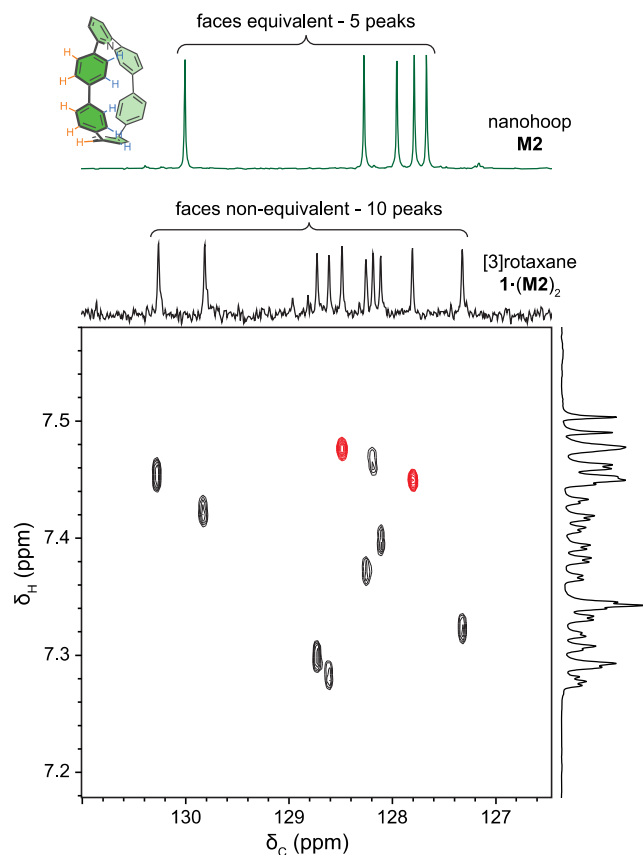 faces equivalent - 5 peaks
N
H H
H H
H H
H H
H H
nanohoop
M2
faces non-equivalent - 10 peaks
[3]rotaxane
1·(M2)₂
7.5
7.4
7.3
7.2
δH (ppm)
130 129 128 127
δC (ppm)